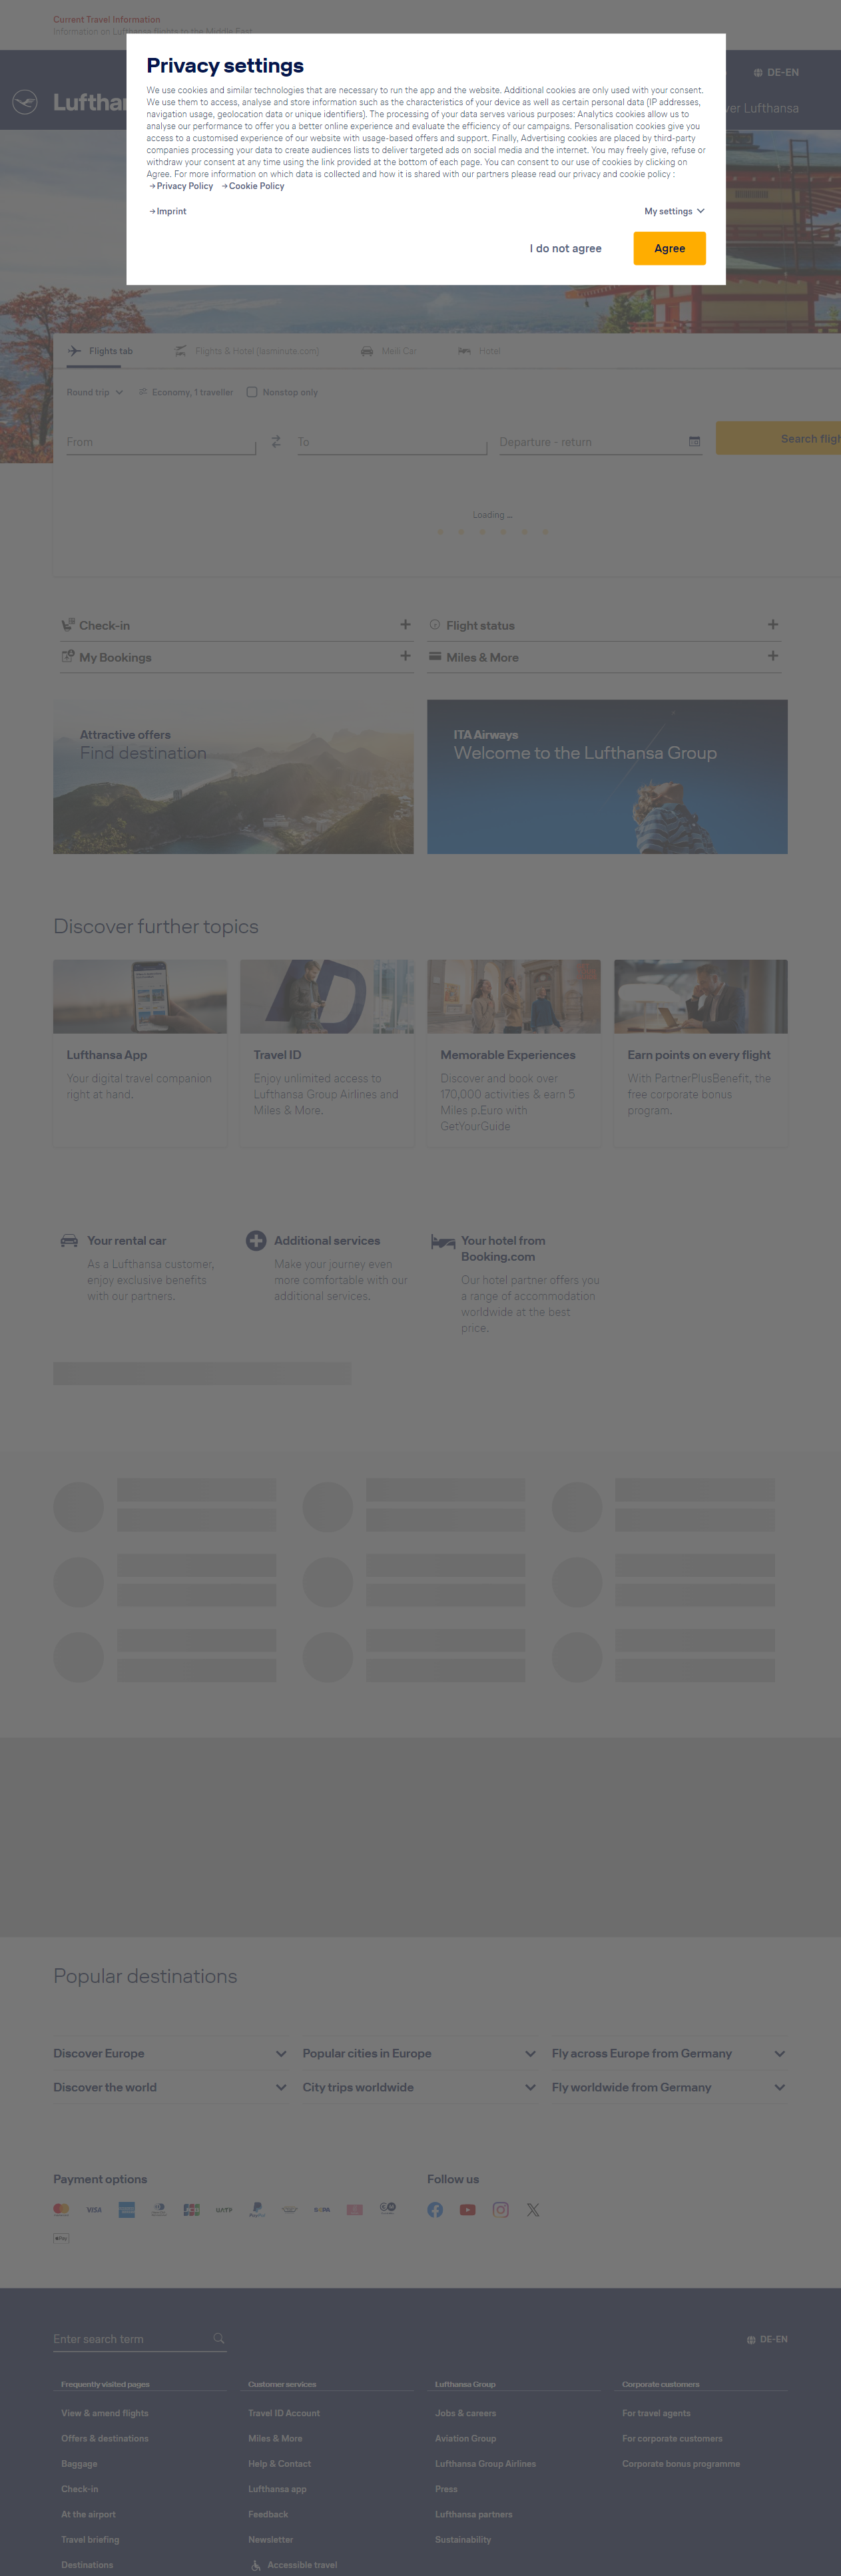 Current Travel Information
Information on Lufthansa flights to the Middle East
Privacy settings
We use cookies and similar technologies that are necessary to run the app and the website. Additional cookies are only used with your consent.
We use them to access, analyse and store information such as the characteristics of your device as well as certain personal data (IP addresses,
navigation usage, geolocation data or unique identifiers). The processing of your data serves various purposes: Analytics cookies allow us to
analyse our performance to offer you a better online experience and evaluate the efficiency of our campaigns. Personalisation cookies give you
access to a customised experience of our website with usage-based offers and support. Finally, Advertising cookies are placed by third-party
companies processing your data to create audiences lists to deliver targeted ads on social media and the internet. You may freely give, refuse or
withdraw your consent at any time using the link provided at the bottom of each page. You can consent to our use of cookies by clicking on
Agree. For more information on which data is collected and how it is shared with our partners please read our privacy and cookie policy :
Privacy Policy Cookie Policy
Imprint My settings
I do not agree Agree
DE-EN
Lufthan
ver Lufthansa
Flights tab Flights & Hotel (lasminute.com) Meili Car Hotel
Round trip Economy, 1 traveller Nonstop only
From To Departure - return Search fligh
Loading ...
Check-in Flight status
My Bookings Miles & More
Attractive offers
Find destination
ITA Airways
Welcome to the Lufthansa Group
Discover further topics
Lufthansa App
Your digital travel companion
right at hand.
Travel ID
Enjoy unlimited access to
Lufthansa Group Airlines and
Miles & More.
Memorable Experiences
Discover and book over
170,000 activities & earn 5
Miles p.Euro with
GetYourGuide
Earn points on every flight
With PartnerPlusBenefit, the
free corporate bonus
program.
Your rental car
As a Lufthansa customer,
enjoy exclusive benefits
with our partners.
Additional services
Make your journey even
more comfortable with our
additional services.
Your hotel from
Booking.com
Our hotel partner offers you
a range of accommodation
worldwide at the best
price.
Popular destinations
Discover Europe Popular cities in Europe Fly across Europe from Germany
Discover the world City trips worldwide Fly worldwide from Germany
Payment options Follow us
VISA
JCB
UATP
PayPal
Enter search term DE-EN
Frequently visited pages
View & amend flights
Offers & destinations
Baggage
Check-in
At the airport
Travel briefing
Destinations
Customer services
Travel ID Account
Miles & More
Help & Contact
Lufthansa app
Feedback
Newsletter
Accessible travel
Lufthansa Group
Jobs & careers
Aviation Group
Lufthansa Group Airlines
Press
Lufthansa partners
Sustainability
Corporate customers
For travel agents
For corporate customers
Corporate bonus programme